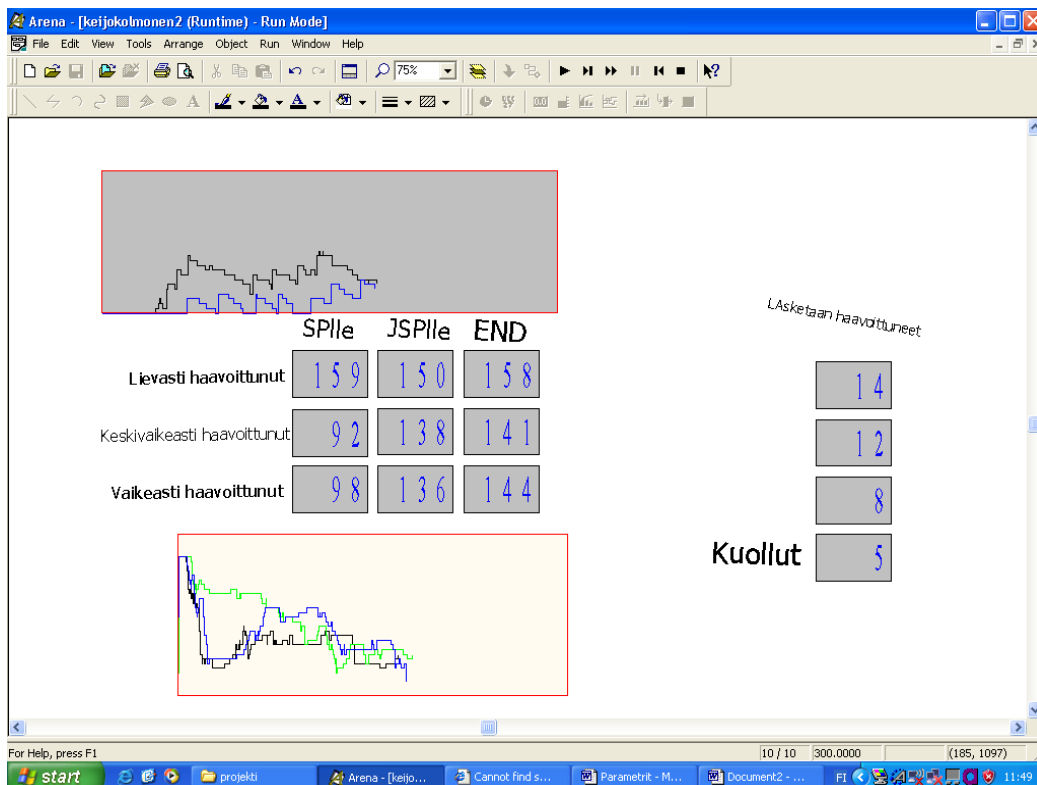 Arena - [keijokolmonen2 (Runtime) - Run Mode]
File Edit View Tools Arrange Object Run Window Help
75%
SPlle JSPlle END
Lievasti haavoittunut 159 150 158
Keskivaikeasti haavoittunut 92 138 141
Vaikeasti haavoittunut 98 136 144
LAsketaan haavoittuneet
14
12
8
Kuollut 5
For Help, press F1 10 / 10 300.0000 (185, 1097)
start projekti Arena - [keijo... Cannot find s... Parametrit - M... Document2 - ... FI 11:49